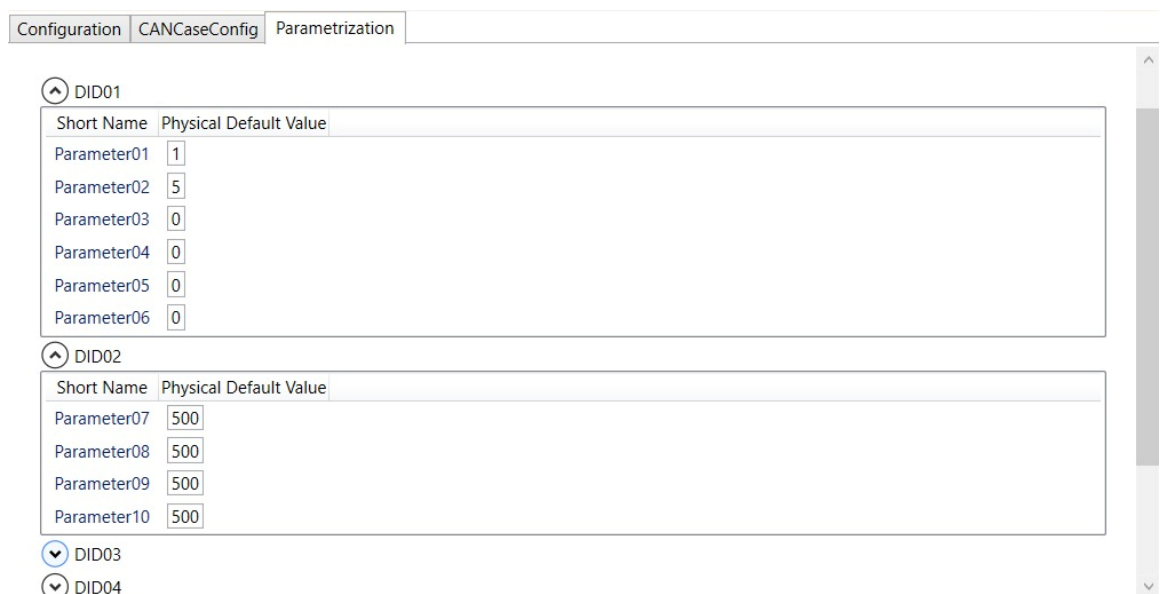 Configuration CANCaseConfig Parametrization
DID01
Short Name Physical Default Value
Parameter01 1
Parameter02 5
Parameter03 0
Parameter04 0
Parameter05 0
Parameter06 0
DID02
Short Name Physical Default Value
Parameter07 500
Parameter08 500
Parameter09 500
Parameter10 500
DID03
DID04